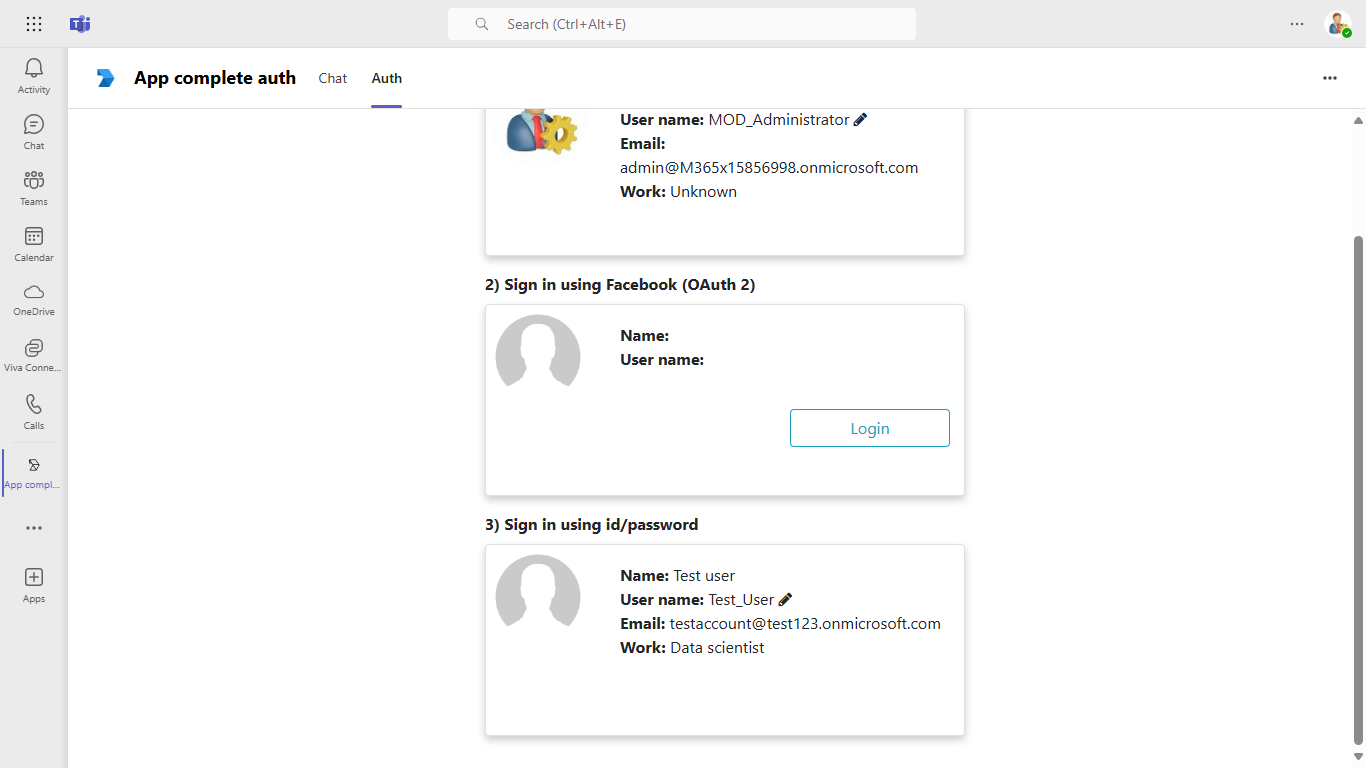 Search (Ctrl+Alt+E)
App complete auth
Chat
Auth
Activity
Chat
Teams
Calendar
OneDrive
Viva Conne...
Calls
App compl...
Apps
User name: MOD_Administrator
Email:
admin@M365x15856998.onmicrosoft.com
Work: Unknown
2) Sign in using Facebook (OAuth 2)
Name:
User name:
Login
3) Sign in using id/password
Name: Test user
User name: Test_User
Email: testaccount@test123.onmicrosoft.com
Work: Data scientist